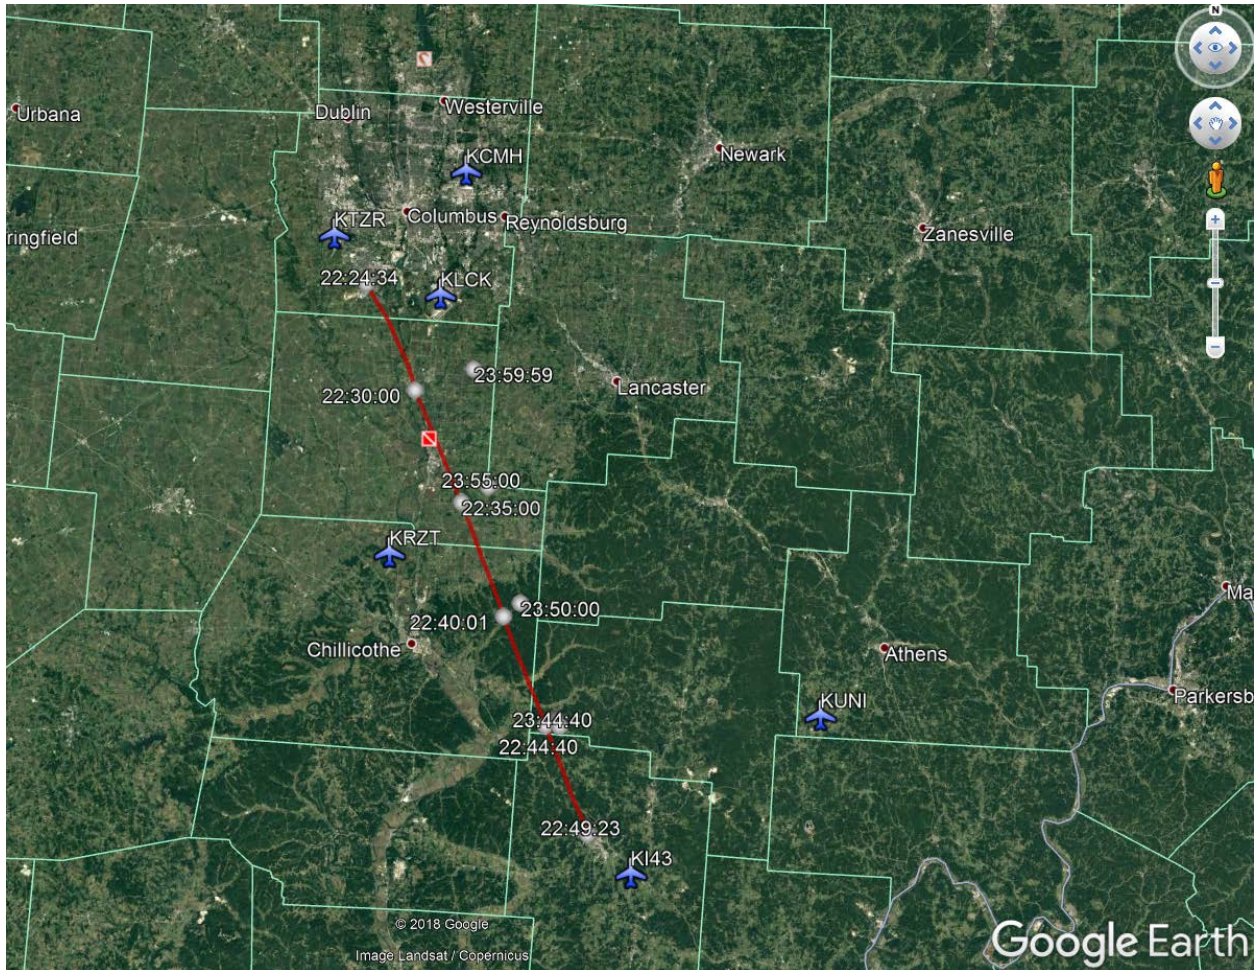 Urbana
Dublin
Westerville
KCMH
Newark
KTZR
Columbus
Reynoldsburg
ringfield
Zanesville
22:24:34
KLCK
23:59:59
22:30:00
Lancaster
23:55:00
22:35:00
KRZT
Ma
23:50:00
22:40:01
Chillicothe
Athens
Parkersb
KUNI
23:44:40
22:44:40
22:49:23
KI43
© 2018 Google
Image Landsat / Copernicus
Google Earth
N